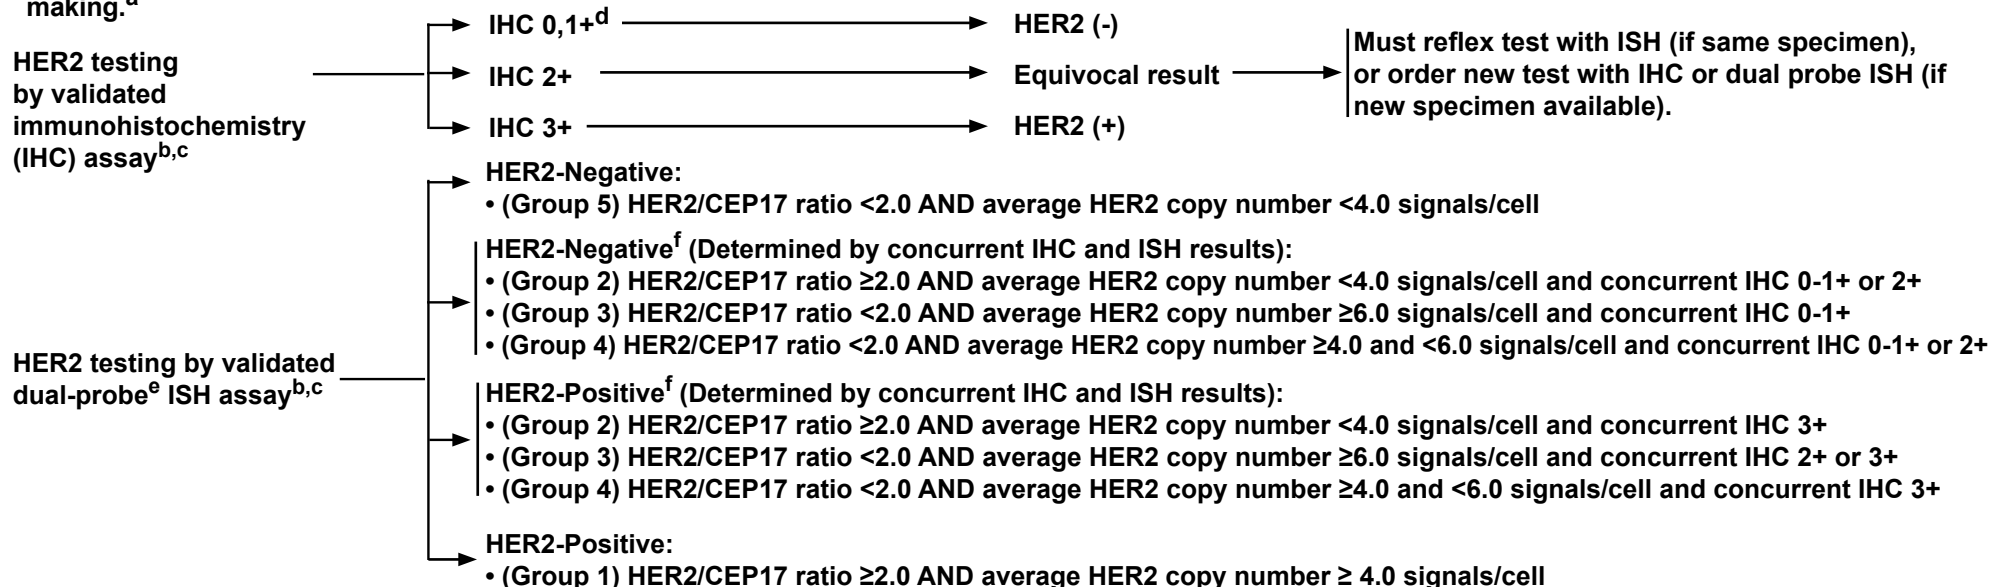 making.a
IHC 0,1+d
HER2 (-)
HER2 testing
by validated
immunohistochemistry
(IHC) assayb,c
IHC 2+
Equivocal result
Must reflex test with ISH (if same specimen),
or order new test with IHC or dual probe ISH (if
new specimen available).
IHC 3+
HER2 (+)
HER2-Negative:
• (Group 5) HER2/CEP17 ratio <2.0 AND average HER2 copy number <4.0 signals/cell
HER2-Negativef (Determined by concurrent IHC and ISH results):
• (Group 2) HER2/CEP17 ratio ≥2.0 AND average HER2 copy number <4.0 signals/cell and concurrent IHC 0-1+ or 2+
• (Group 3) HER2/CEP17 ratio <2.0 AND average HER2 copy number ≥6.0 signals/cell and concurrent IHC 0-1+
• (Group 4) HER2/CEP17 ratio <2.0 AND average HER2 copy number ≥4.0 and <6.0 signals/cell and concurrent IHC 0-1+ or 2+
HER2 testing by validated
dual-probee ISH assayb,c
HER2-Positivef (Determined by concurrent IHC and ISH results):
• (Group 2) HER2/CEP17 ratio ≥2.0 AND average HER2 copy number <4.0 signals/cell and concurrent IHC 3+
• (Group 3) HER2/CEP17 ratio <2.0 AND average HER2 copy number ≥6.0 signals/cell and concurrent IHC 2+ or 3+
• (Group 4) HER2/CEP17 ratio <2.0 AND average HER2 copy number ≥4.0 and <6.0 signals/cell and concurrent IHC 3+
HER2-Positive:
• (Group 1) HER2/CEP17 ratio ≥2.0 AND average HER2 copy number ≥ 4.0 signals/cell